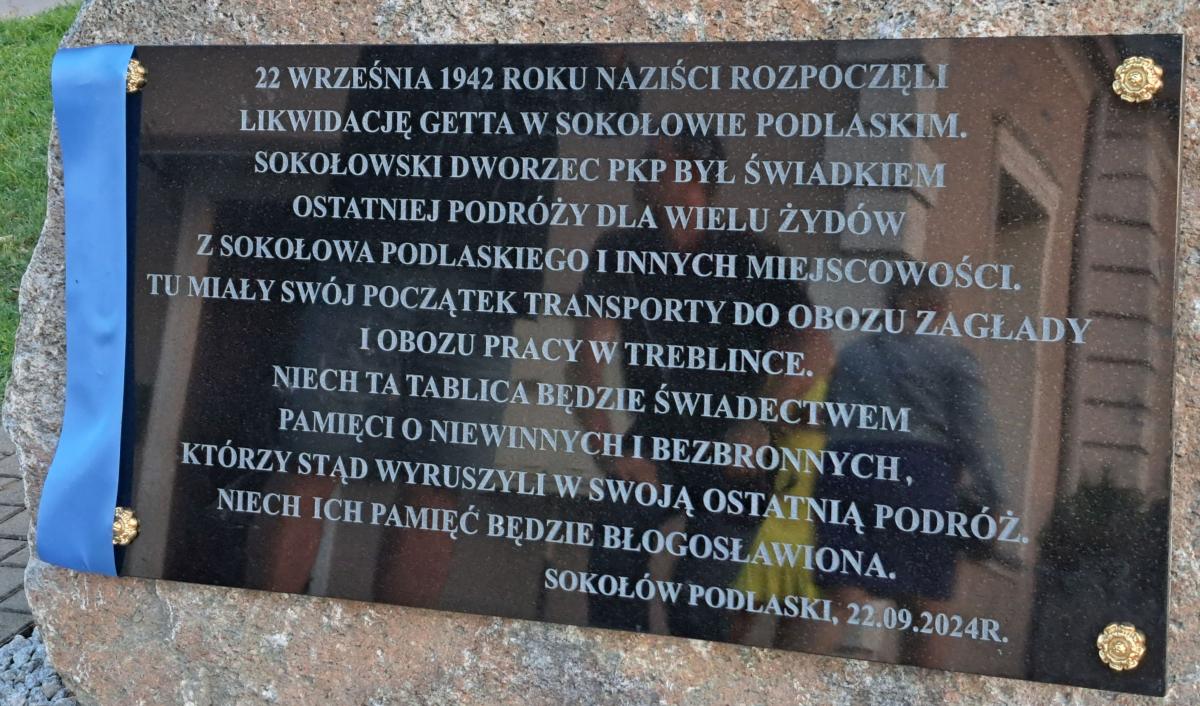 22 WRZEŚNIA 1942 ROKU NAZIŚCI ROZPOCZĘLI
LIKWIDACJĘ GETTA W SOKOŁOWIE PODLASKIM.
SOKOŁOWSKI DWORZEC PKP BYŁ ŚWIADKIEM
OSTATNIEJ PODRÓŻY DLA WIELU ŻYDÓW
Z SOKOŁOWA PODLASKIEGO I INNYCH MIEJSCOWOŚCI.
TU MIAŁY SWÓJ POCZĄTEK TRANSPORTY DO OBOZU ZAGŁADY
I OBOZU PRACY W TREBLINCE.
NIECH TA TABLICA BĘDZIE ŚWIADECTWEM
PAMIĘCI O NIEWINNYCH I BEZBRONNYCH,
KTÓRZY STĄD WYRUSZYLI W SWOJĄ OSTATNIĄ PODRÓŻ.
NIECH ICH PAMIĘĆ BĘDZIE BŁOGOSŁAWIONA.
SOKOŁÓW PODLASKI, 22.09.2024R.